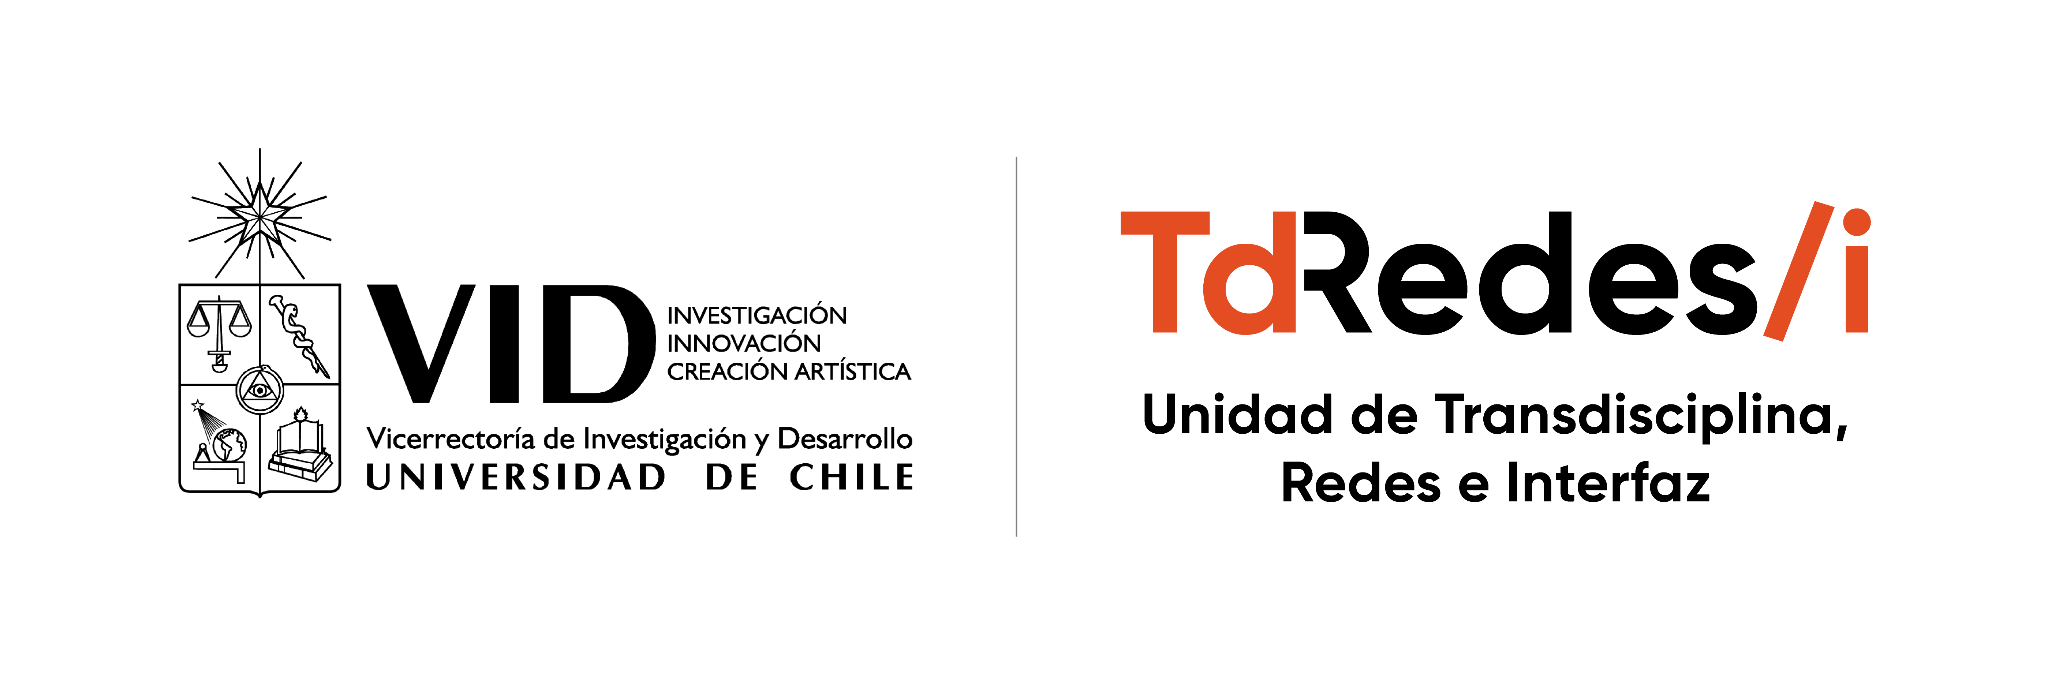 VID
INVESTIGACIÓN
INNOVACIÓN
CREACIÓN ARTÍSTICA
Vicerrectoría de Investigación y Desarrollo
UNIVERSIDAD DE CHILE
TdRedes/i
Unidad de Transdisciplina,
Redes e Interfaz